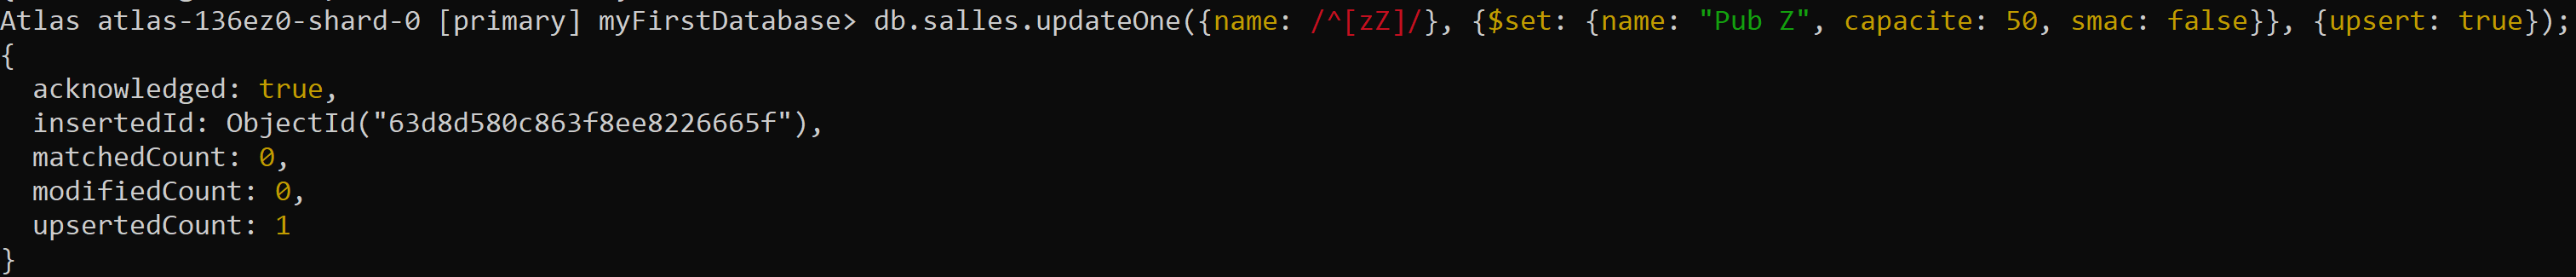 Atlas atlas-136ez0-shard-0 [primary] myFirstDatabase> db.salles.updateOne({name: /^[zZ]/}, {$set: {name: "Pub Z", capacite: 50, smac: false}}, {upsert: true});
{
  acknowledged: true,
  insertedId: ObjectId("63d8d580c863f8ee8226665f"),
  matchedCount: 0,
  modifiedCount: 0,
  upsertedCount: 1
}